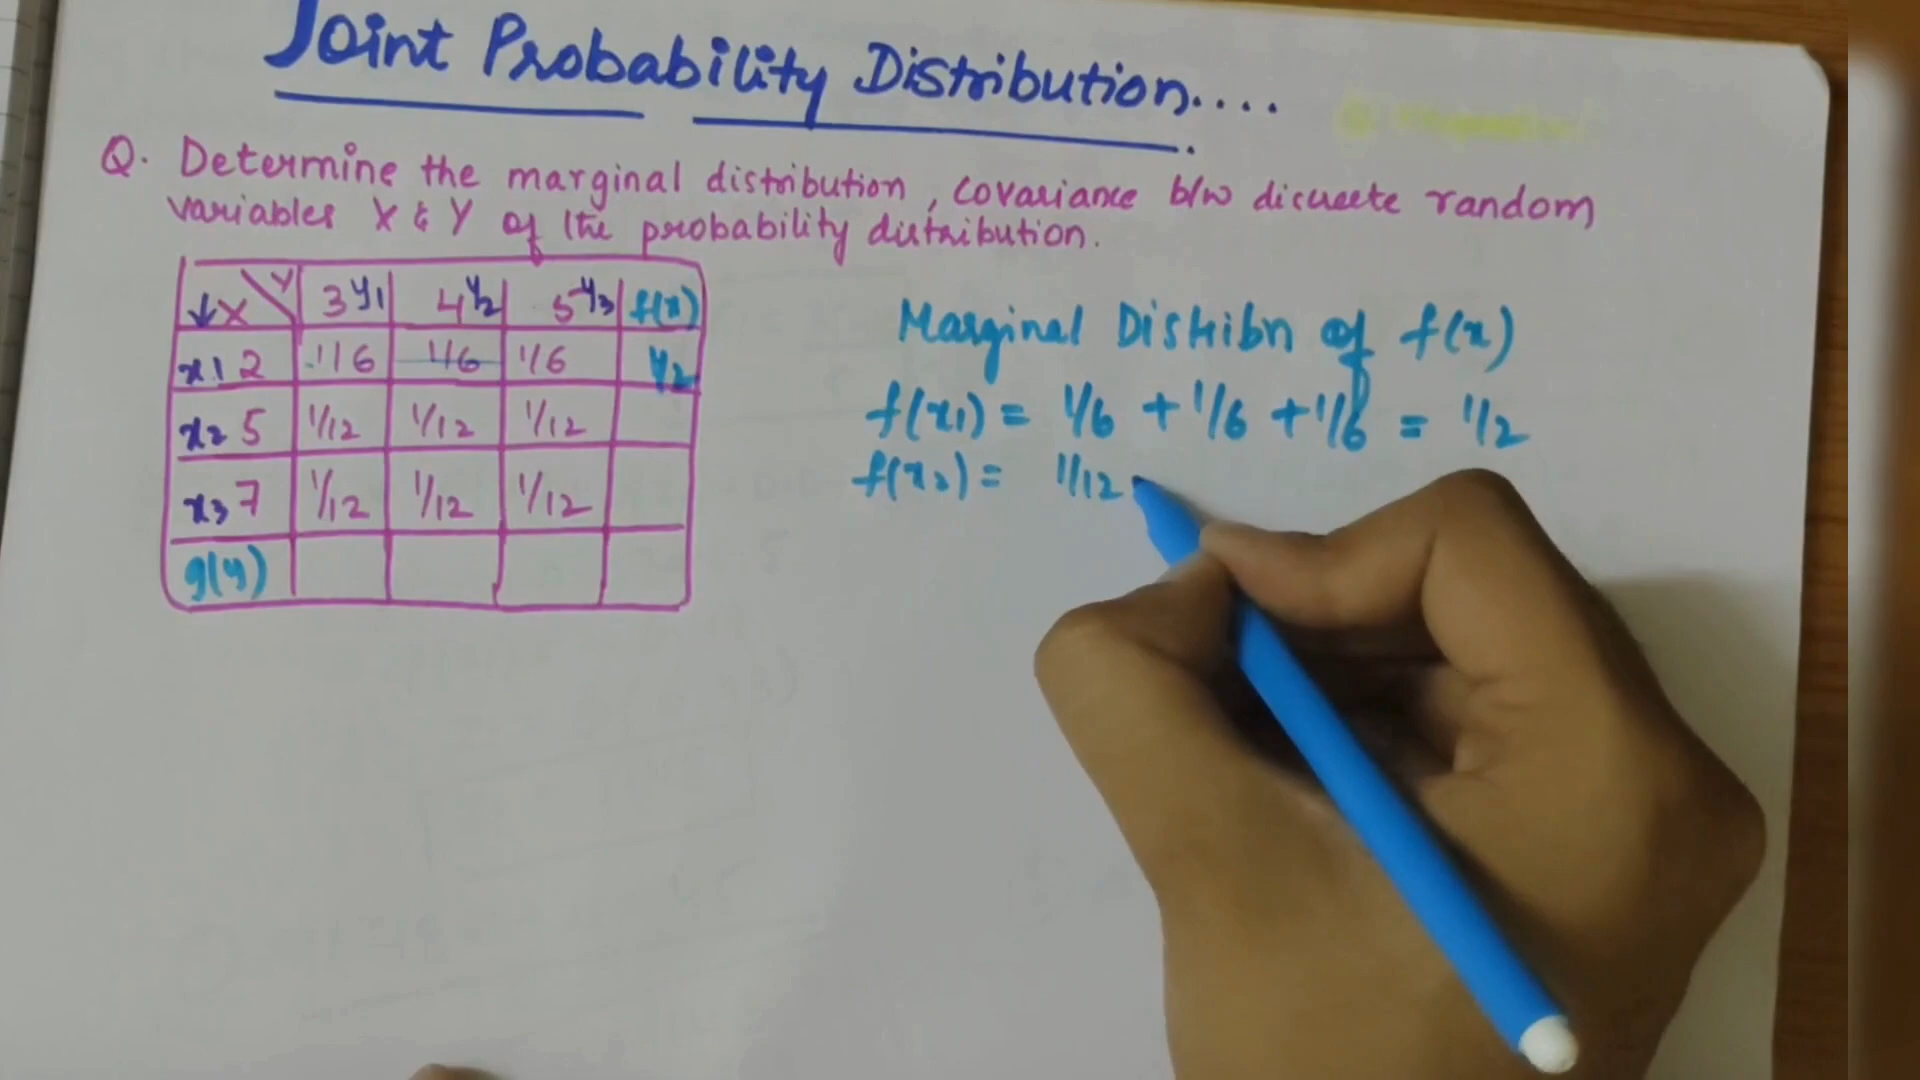 Joint Probability Distribution....
Q. Determine the marginal distribution, covariance b/w discreete random
variables X & Y of the probability distribution.
↓X Y 3 y1 4 y2 5 y3 f(x)
x1 2 1/6 1/6 1/6 1/2
x2 5 1/12 1/12 1/12
x3 7 1/12 1/12 1/12
g(y)
Marginal Distribn of f(x)
f(x1) = 1/6 + 1/6 + 1/6 = 1/2
f(x2) = 1/12